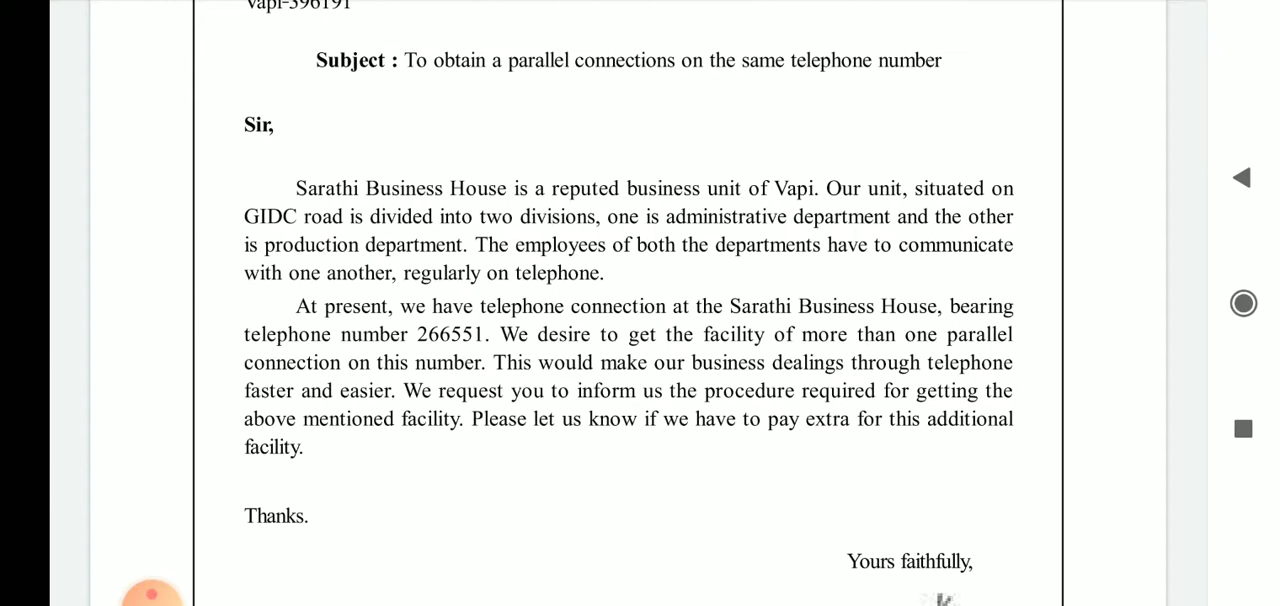 Vapi-396191
Subject : To obtain a parallel connections on the same telephone number
Sir,
Sarathi Business House is a reputed business unit of Vapi. Our unit, situated on
GIDC road is divided into two divisions, one is administrative department and the other
is production department. The employees of both the departments have to communicate
with one another, regularly on telephone.
At present, we have telephone connection at the Sarathi Business House, bearing
telephone number 266551. We desire to get the facility of more than one parallel
connection on this number. This would make our business dealings through telephone
faster and easier. We request you to inform us the procedure required for getting the
above mentioned facility. Please let us know if we have to pay extra for this additional
facility.
Thanks.
Yours faithfully,